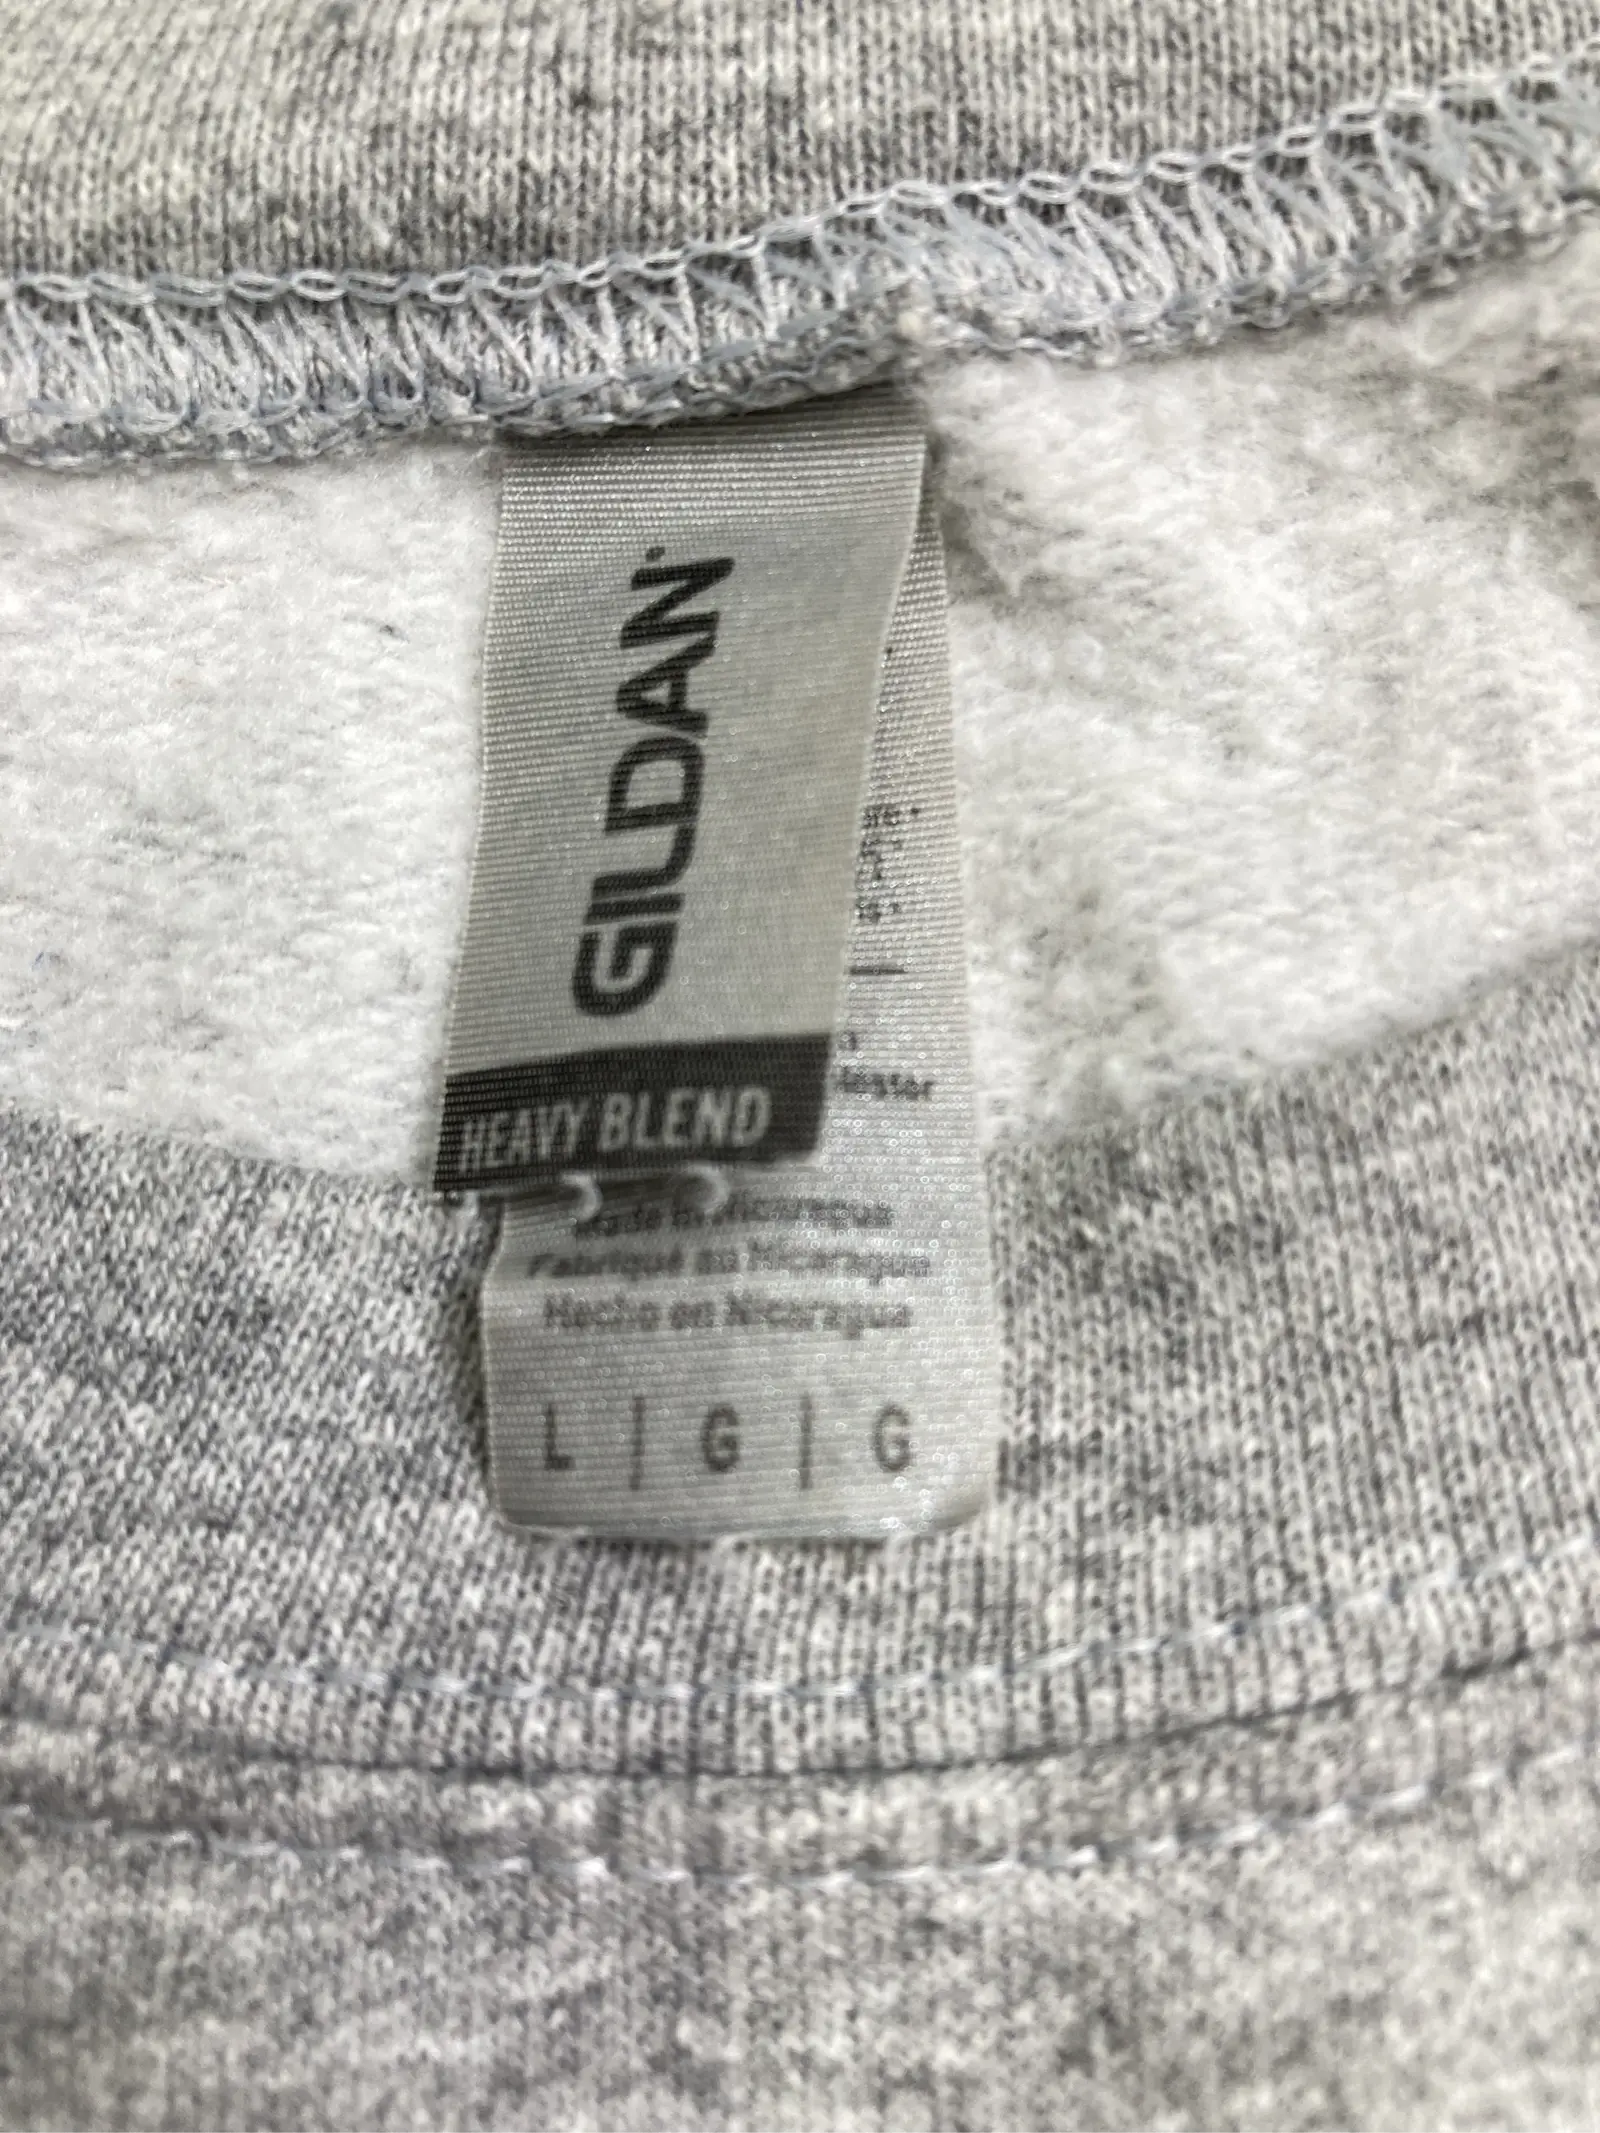 GILDAN
HEAVY BLEND
Made in Nicaragua
Fabriqué au Nicaragua
Hecho en Nicaragua
L | G | G